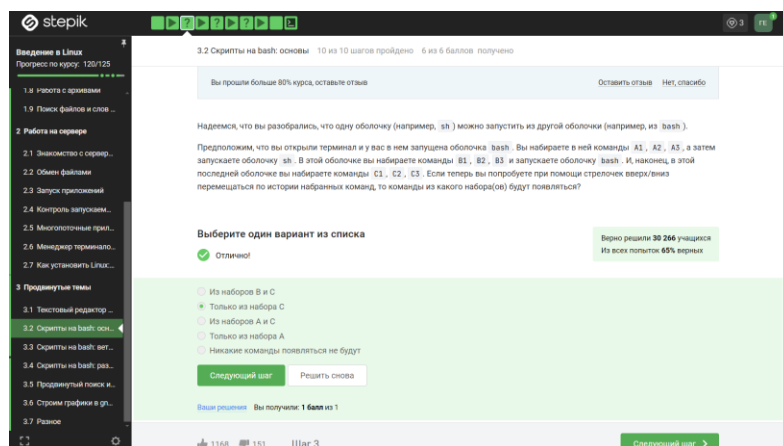 stepik
3
ГЕ
Введение в Linux
Прогресс по курсу: 120/125
1.8 Работа с архивами
1.9 Поиск файлов и слов ...
2 Работа на сервере
2.1 Знакомство с сервер...
2.2 Обмен файлами
2.3 Запуск приложений
2.4 Контроль запускаем...
2.5 Многопоточные прил...
2.6 Менеджер терминало...
2.7 Как установить Linux:...
3 Продвинутые темы
3.1 Текстовый редактор ...
3.2 Скрипты на bash: осн...
3.3 Скрипты на bash: вет...
3.4 Скрипты на bash: раз...
3.5 Продвинутый поиск и...
3.6 Строим графики в gn...
3.7 Разное
3.2 Скрипты на bash: основы 10 из 10 шагов пройдено 6 из 6 баллов получено
Вы прошли больше 80% курса, оставьте отзыв Оставить отзыв Нет, спасибо
Надеемся, что вы разобрались, что одну оболочку (например, sh) можно запустить из другой оболочки (например, из bash).
Предположим, что вы открыли терминал и у вас в нем запущена оболочка bash. Вы набираете в ней команды A1, A2, A3, а затем
запускаете оболочку sh. В этой оболочке вы набираете команды B1, B2, B3 и запускаете оболочку bash. И, наконец, в этой
последней оболочке вы набираете команды C1, C2, C3. Если теперь вы попробуете при помощи стрелочек вверх/вниз
перемещаться по истории набранных команд, то команды из какого набора(ов) будут появляться?
Выберите один вариант из списка
Отлично!
Верно решили 30 266 учащихся
Из всех попыток 65% верных
Из наборов B и C
Только из набора C
Из наборов A и C
Только из набора A
Никакие команды появляться не будут
Следующий шаг Решить снова
Ваши решения Вы получили: 1 балл из 1
1168 151 Шаг 3 Следующий шаг